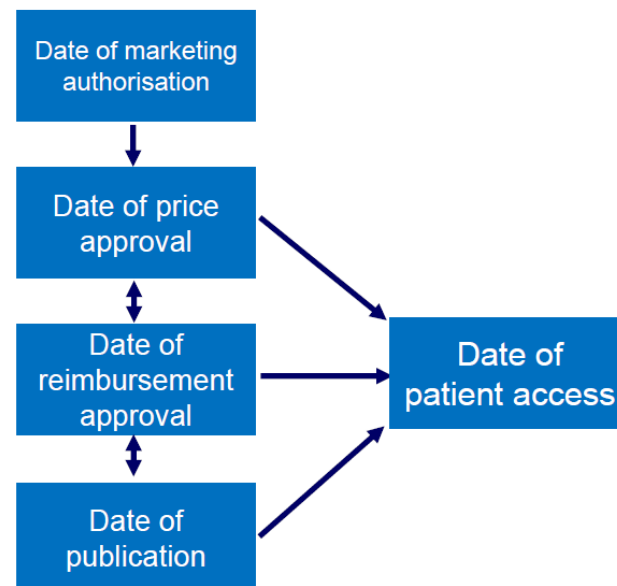 Date of marketing
authorisation
Date of price
approval
Date of
reimbursement
approval
Date of
publication
Date of
patient access